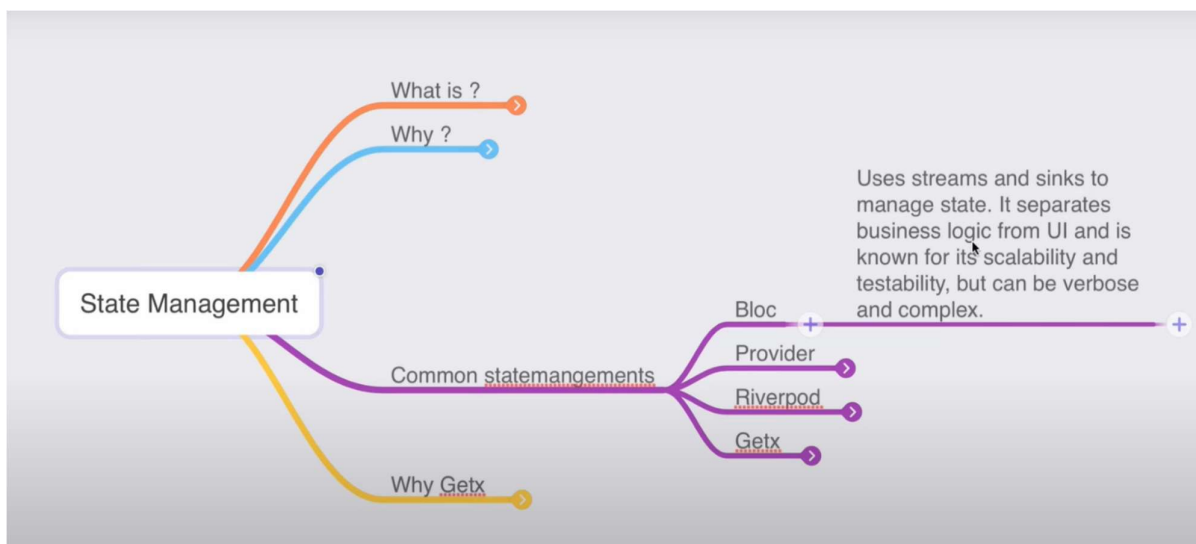 What is ?
Why ?
Uses streams and sinks to
manage state. It separates
business logic from UI and is
known for its scalability and
testability, but can be verbose
and complex.
State Management
Bloc
Provider
Common statemangements
Riverpod
Getx
Why Getx